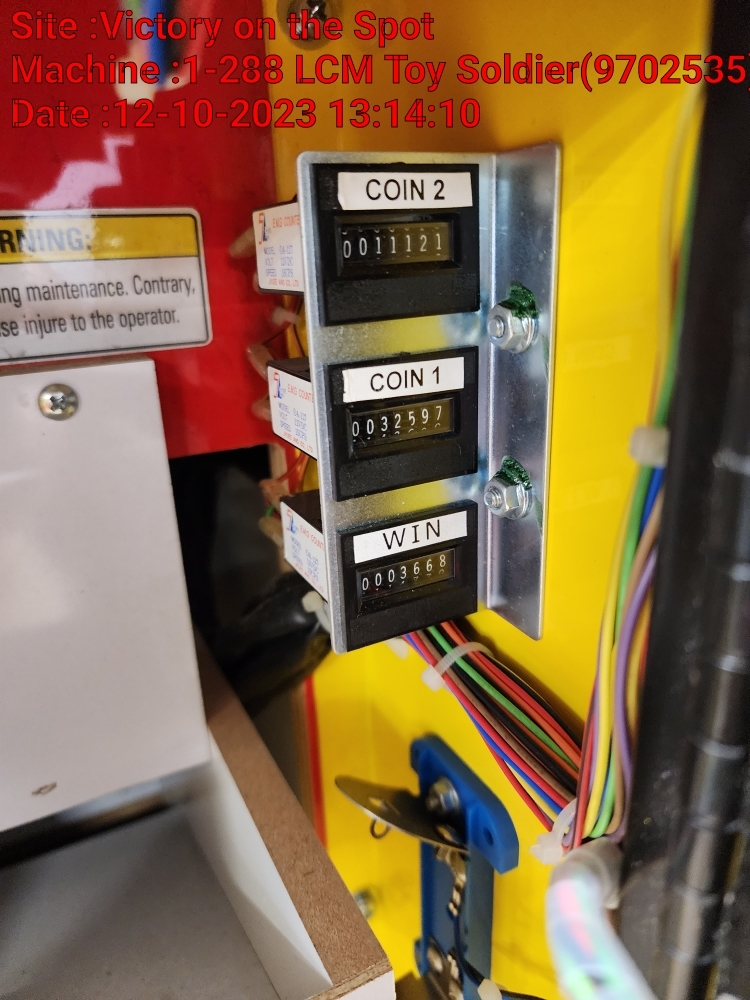 Site :Victory on the Spot
Machine :1-288 LCM Toy Soldier(9702535
Date :12-10-2023 13:14:10
COIN 2
0011121
RNING:
ng maintenance. Contrary,
se injure to the operator.
COIN 1
0032597
WIN
0003668